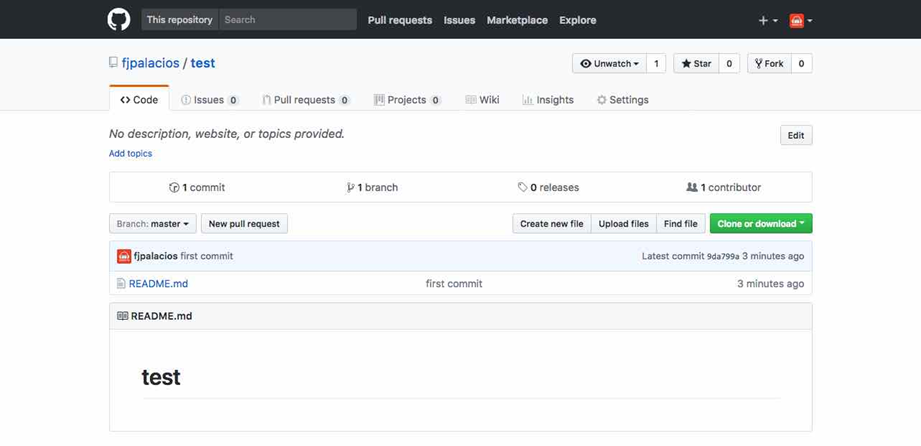 This repository Search Pull requests Issues Marketplace Explore
fjpalacios / test Unwatch 1 Star 0 Fork 0
Code Issues 0 Pull requests 0 Projects 0 Wiki Insights Settings
No description, website, or topics provided. Edit
Add topics
1 commit 1 branch 0 releases 1 contributor
Branch: master New pull request Create new file Upload files Find file Clone or download
fjpalacios first commit Latest commit 9da799a 3 minutes ago
README.md first commit 3 minutes ago
README.md
test